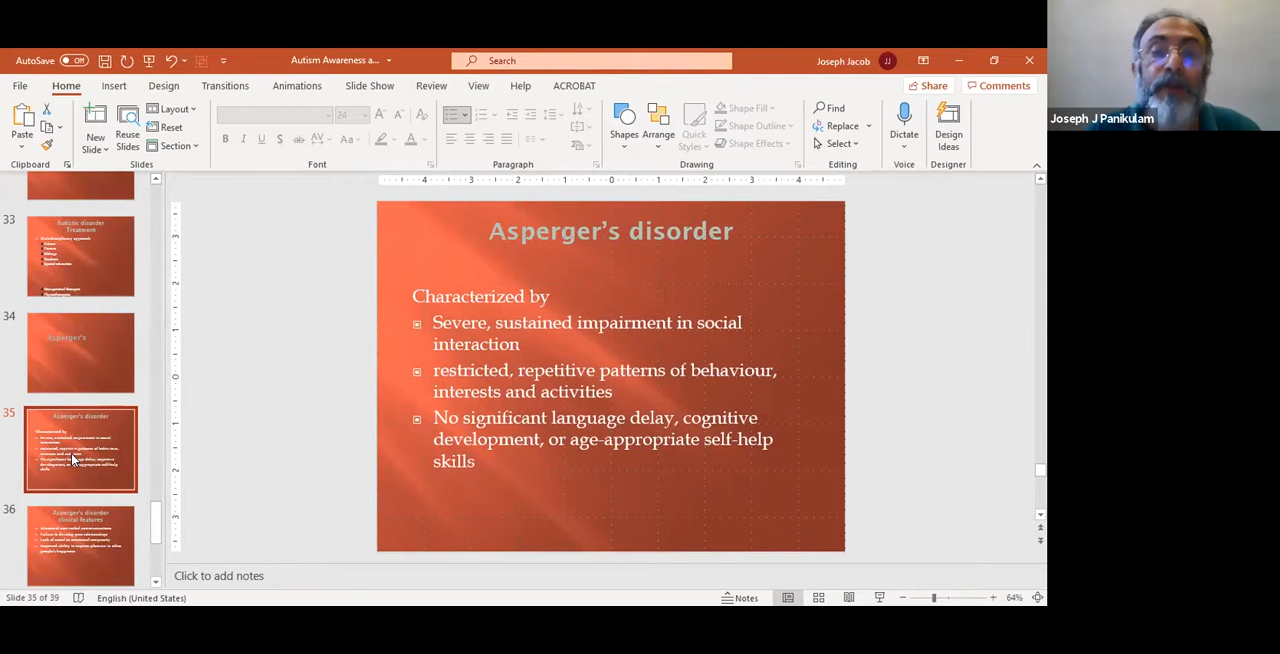 AutoSave Off
Autism Awareness a...
Search
Joseph Jacob JJ
File Home Insert Design Transitions Animations Slide Show Review View Help ACROBAT
Share Comments
Paste
New
Slide
Reuse
Slides
Layout
Reset
Section
24
Shapes Arrange Quick
Styles
Shape Fill
Shape Outline
Shape Effects
Find
Replace
Select
Dictate
Design
Ideas
Clipboard Slides Font Paragraph Drawing Editing Voice Designer
Joseph J Panikulam
33
Autistic disorder
Treatment
34
Asperger's
35
Asperger's disorder
36
Asperger's disorder
clinical features
Asperger's disorder
Characterized by
Severe, sustained impairment in social
interaction
restricted, repetitive patterns of behaviour,
interests and activities
No significant language delay, cognitive
development, or age-appropriate self-help
skills
Click to add notes
Slide 35 of 39 English (United States) Notes 64%